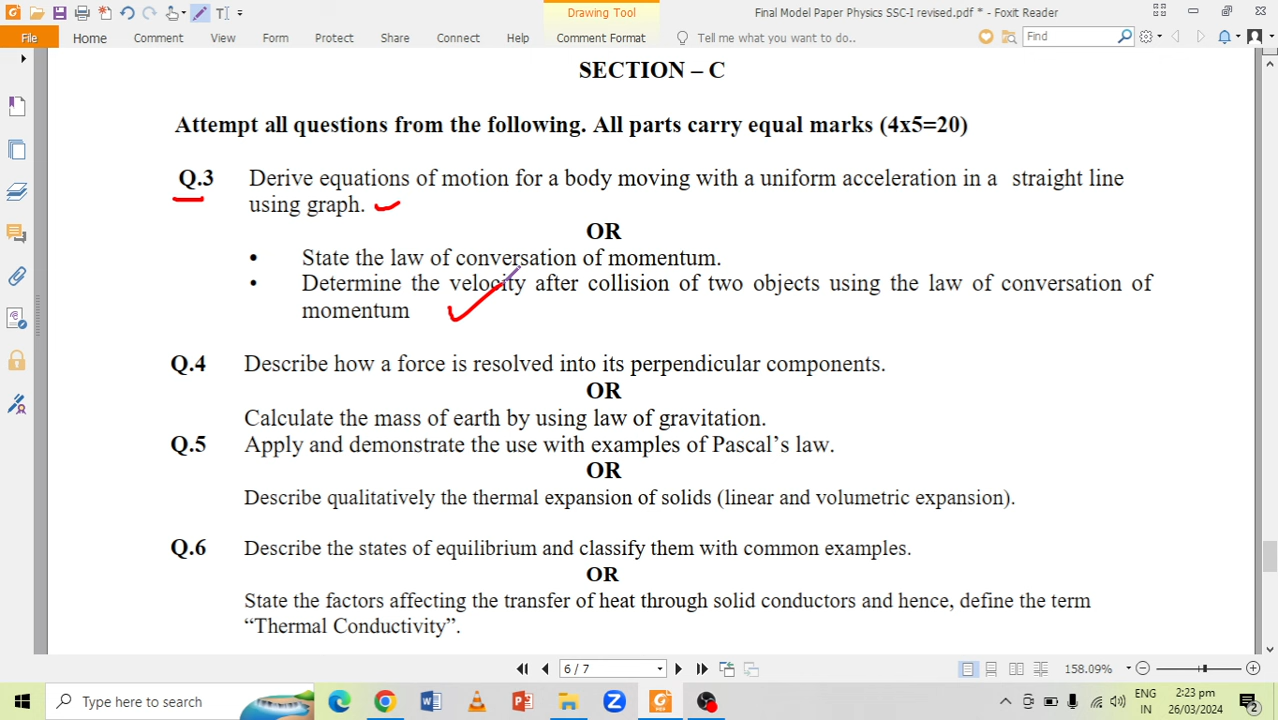 Drawing Tool
Final Model Paper Physics SSC-I revised.pdf * - Foxit Reader
File Home Comment View Form Protect Share Connect Help Comment Format Tell me what you want to do.. Find
SECTION – C
Attempt all questions from the following. All parts carry equal marks (4x5=20)
Q.3 Derive equations of motion for a body moving with a uniform acceleration in a straight line
using graph.
OR
• State the law of conversation of momentum.
• Determine the velocity after collision of two objects using the law of conversation of
momentum
Q.4 Describe how a force is resolved into its perpendicular components.
OR
Calculate the mass of earth by using law of gravitation.
Q.5 Apply and demonstrate the use with examples of Pascal's law.
OR
Describe qualitatively the thermal expansion of solids (linear and volumetric expansion).
Q.6 Describe the states of equilibrium and classify them with common examples.
OR
State the factors affecting the transfer of heat through solid conductors and hence, define the term
“Thermal Conductivity”.
6 / 7 158.09%
Type here to search
ENG 2:23 pm
IN 26/03/2024 2